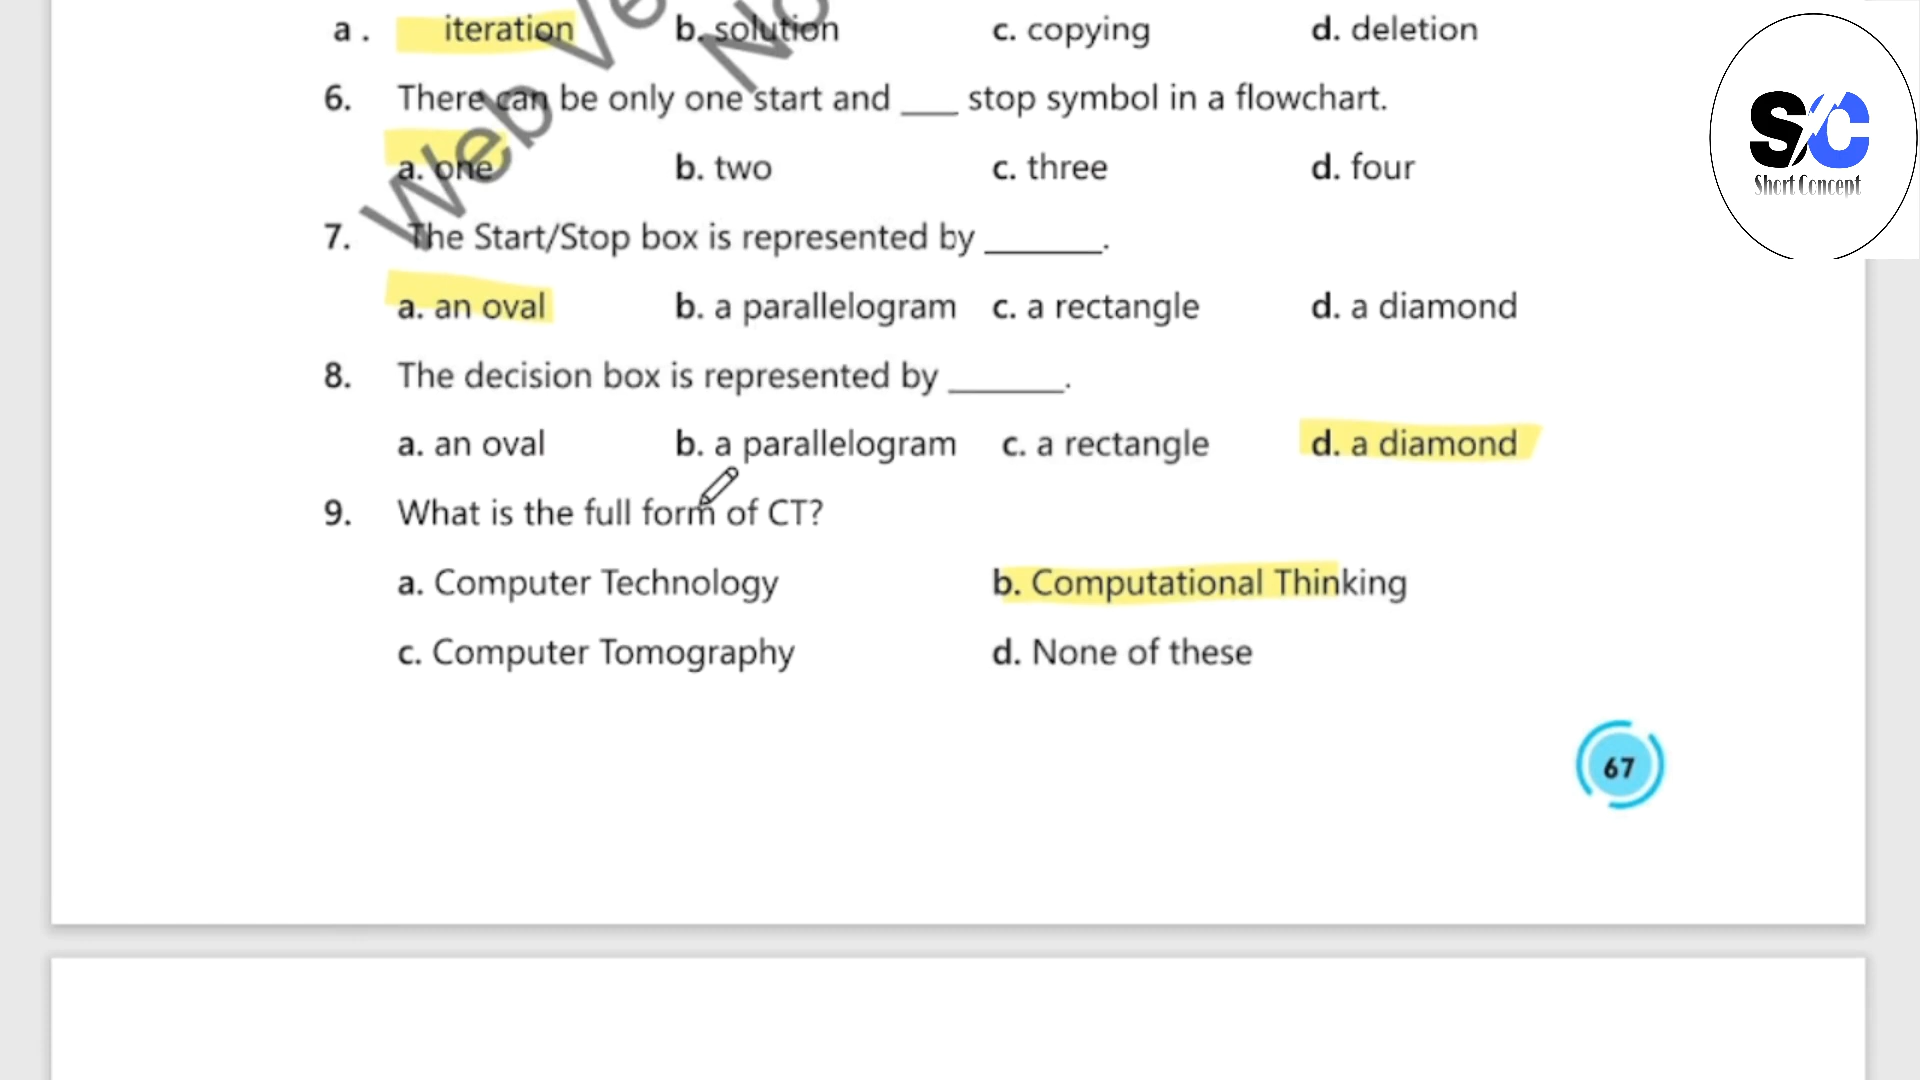 a. iteration b. solution c. copying d. deletion
6. There can be only one start and ___ stop symbol in a flowchart.
a. one b. two c. three d. four
7. The Start/Stop box is represented by _______.
a. an oval b. a parallelogram c. a rectangle d. a diamond
8. The decision box is represented by _______.
a. an oval b. a parallelogram c. a rectangle d. a diamond
9. What is the full form of CT?
a. Computer Technology b. Computational Thinking
c. Computer Tomography d. None of these
67
Web Ve
No
S/C
Short Concept